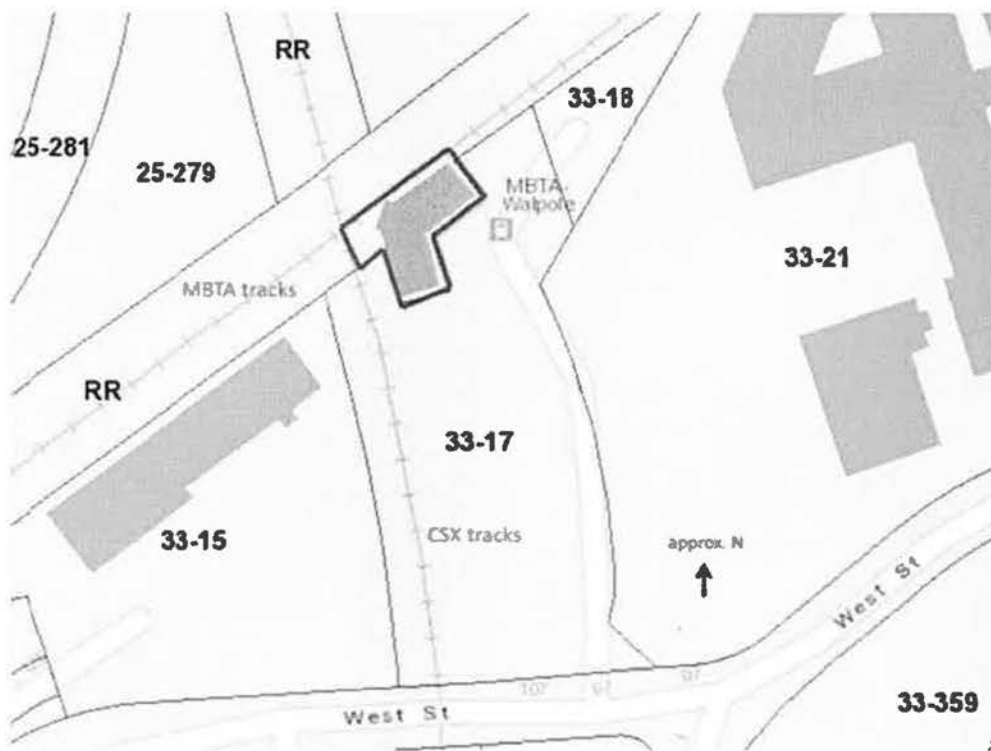 RR
33-18
25-281
25-279
MBTA-
Walpole
33-21
MBTA tracks
RR
33-17
33-15
CSX tracks
approx. N
West St
West St
33-359